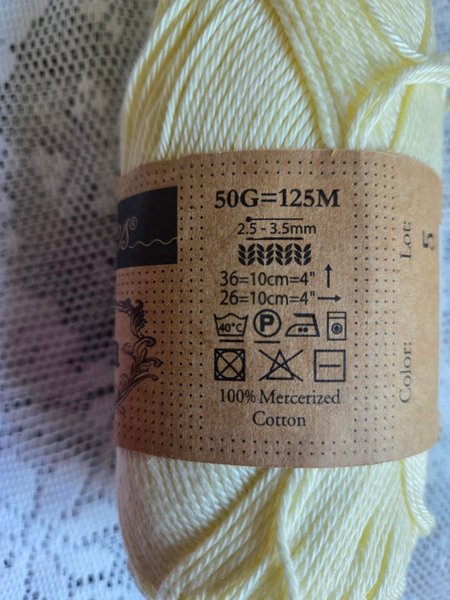 50G=125M
2.5 - 3.5mm
36=10cm=4"
26=10cm=4"
40°C P
100% Mercerized
Cotton
Lot:
5
Color: